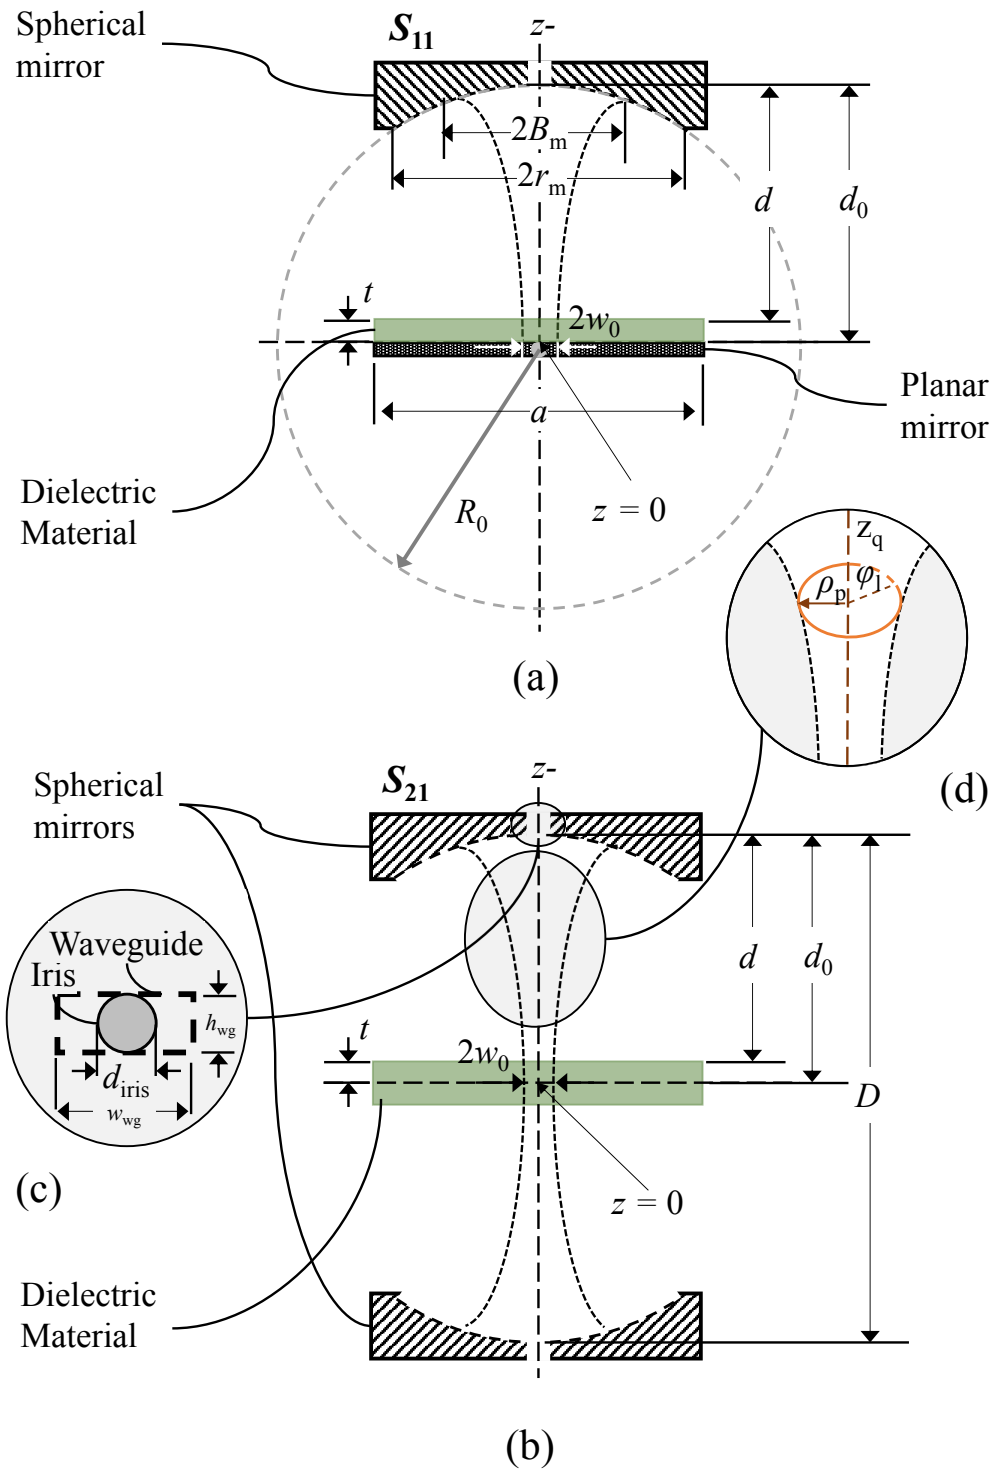 Spherical
mirror
S11
z-
2Bm
2rm
d
d0
t
2w0
Planar
mirror
a
Dielectric
Material
R0
z = 0
zq
φl
ρp
(a)
(d)
Spherical
mirrors
S21
z-
Waveguide
Iris
hwg
diris
wwg
(c)
d
d0
t
2w0
D
z = 0
Dielectric
Material
(b)